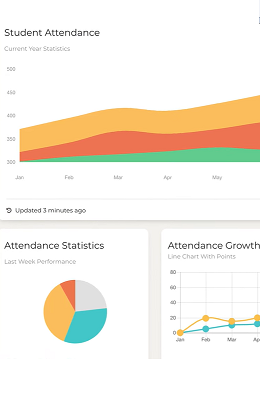 Student Attendance
Current Year Statistics
500
450
400
350
300
Jan Feb Mar Apr May
Updated 3 minutes ago
Attendance Statistics
Last Week Performance
Attendance Growth
Line Chart With Points
80
60
40
20
0
Jan Feb Mar Ap